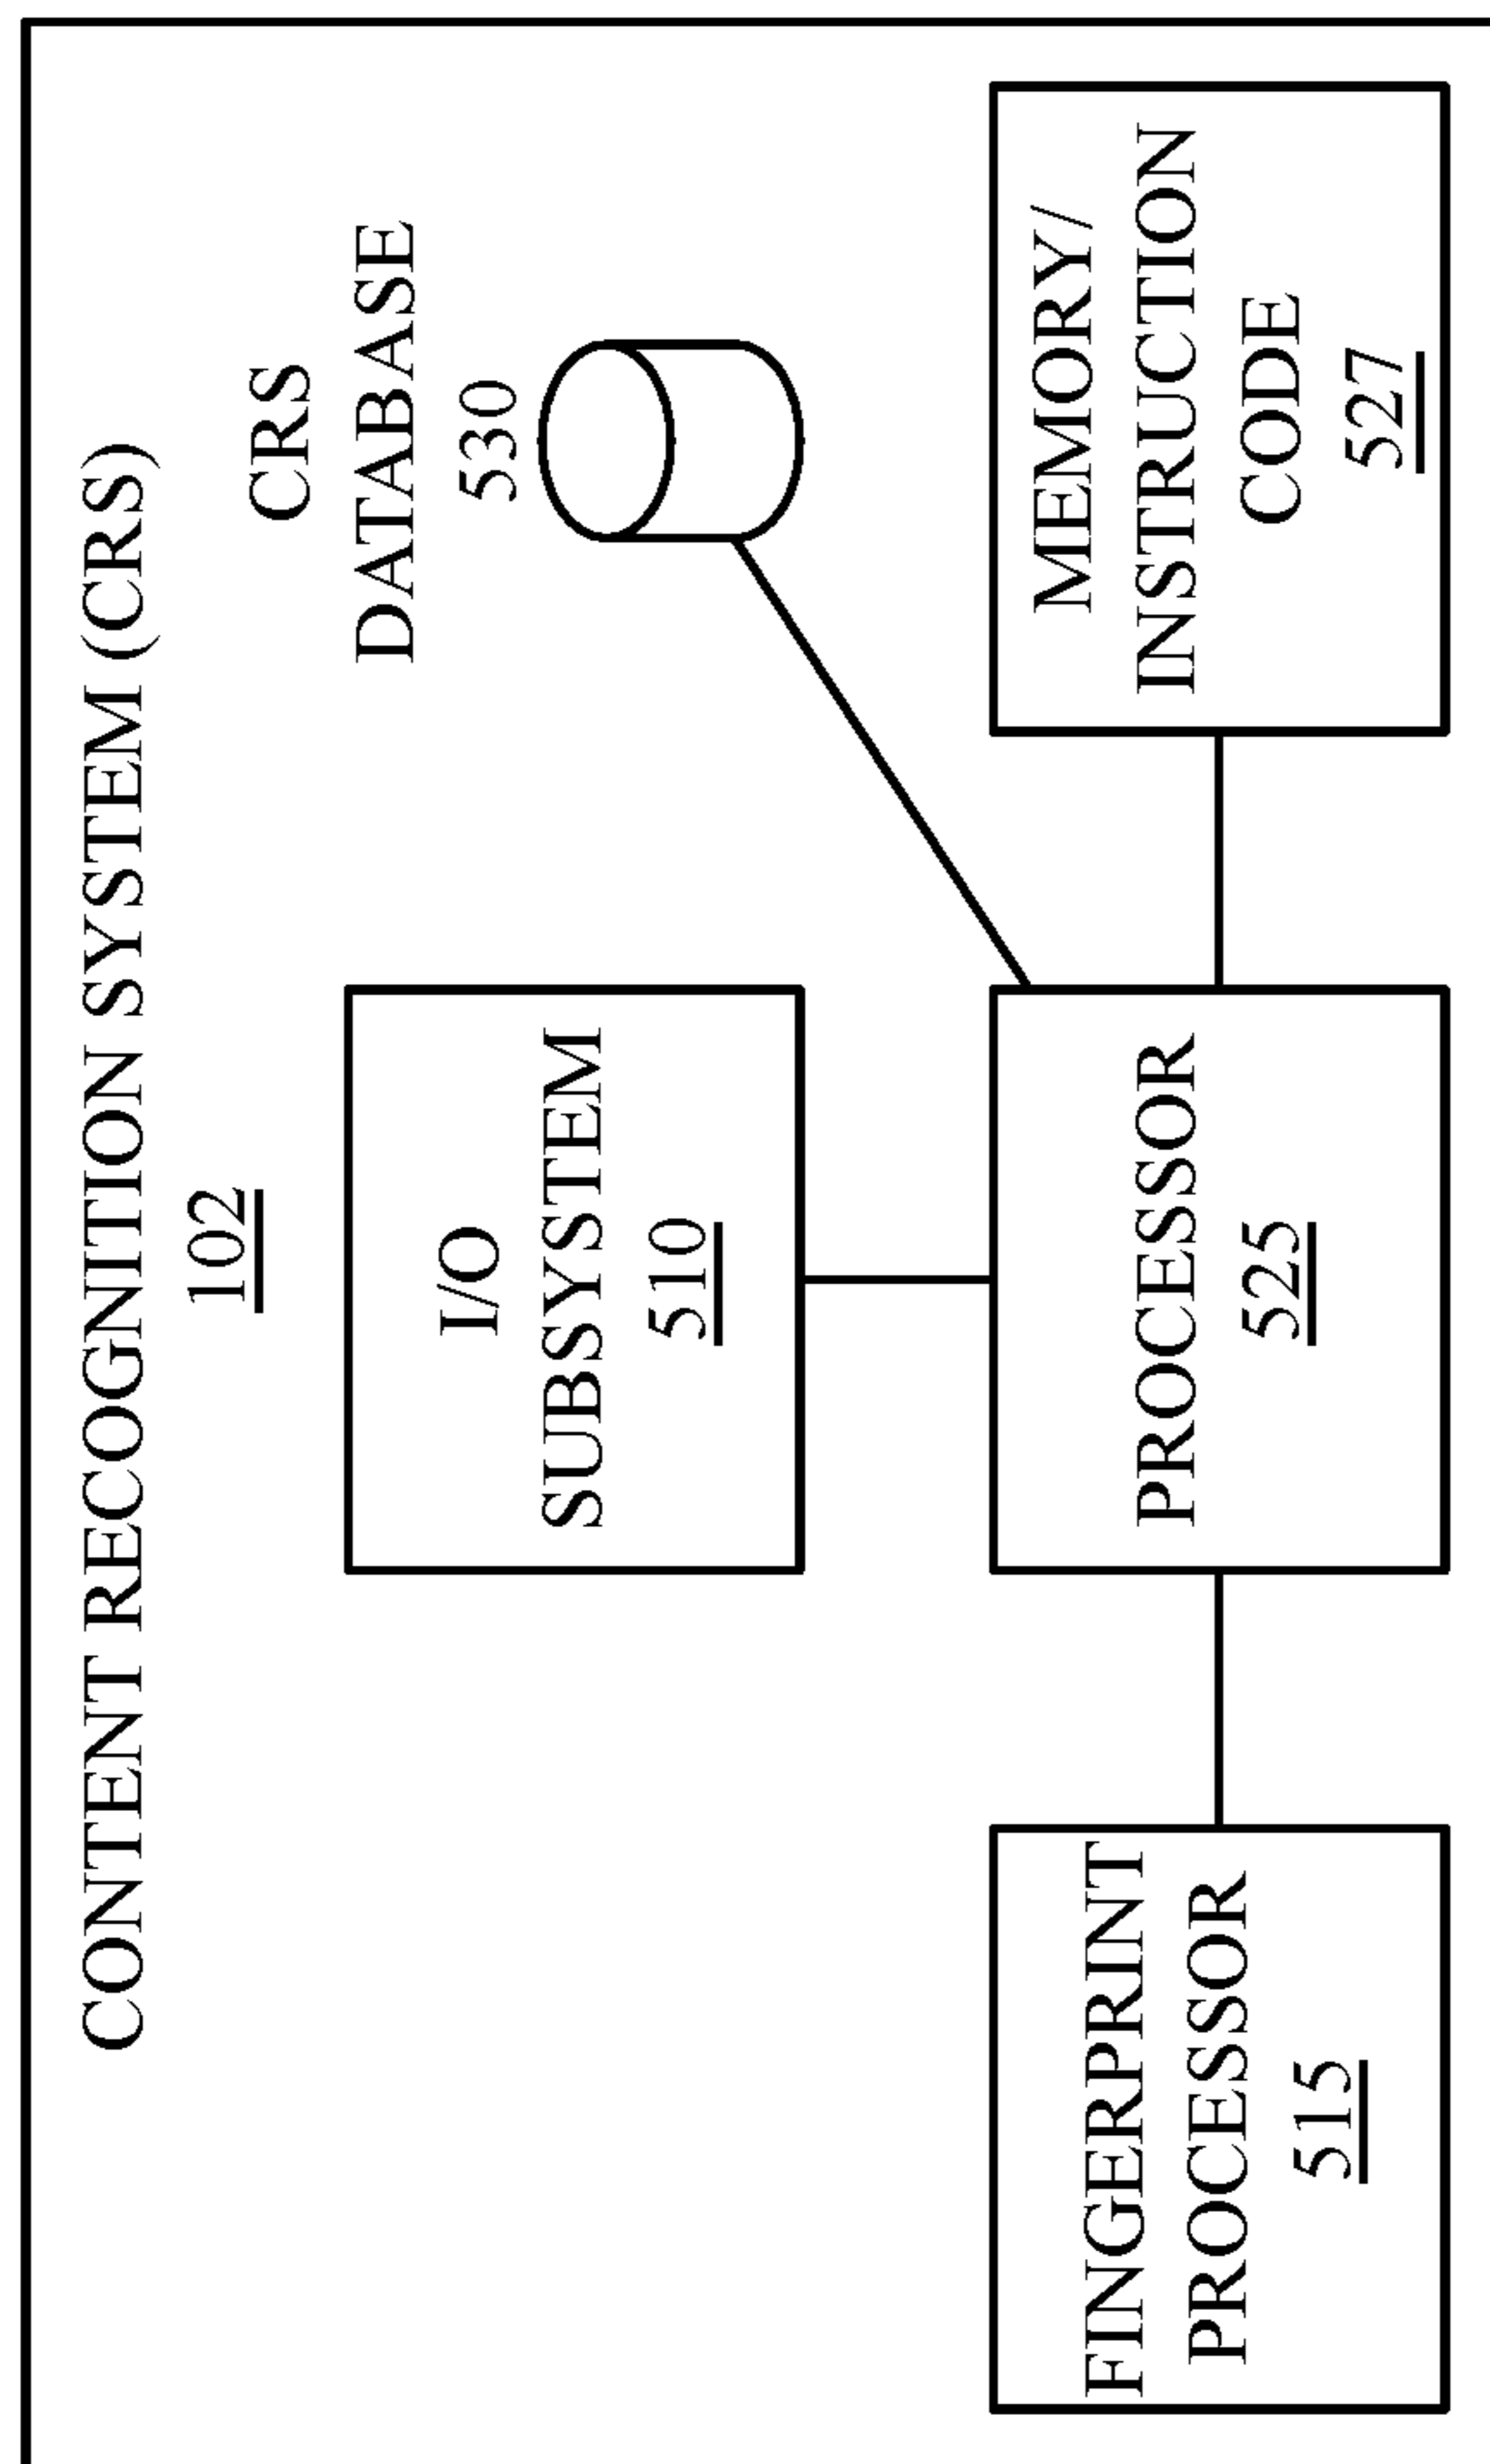 CONTENT RECOGNITION SYSTEM (CRS)
102
CRS
DATABASE
530
I/O
SUBSYSTEM
510
FINGERPRINT
PROCESSOR
515
PROCESSOR
525
MEMORY/
INSTRUCTION
CODE
527